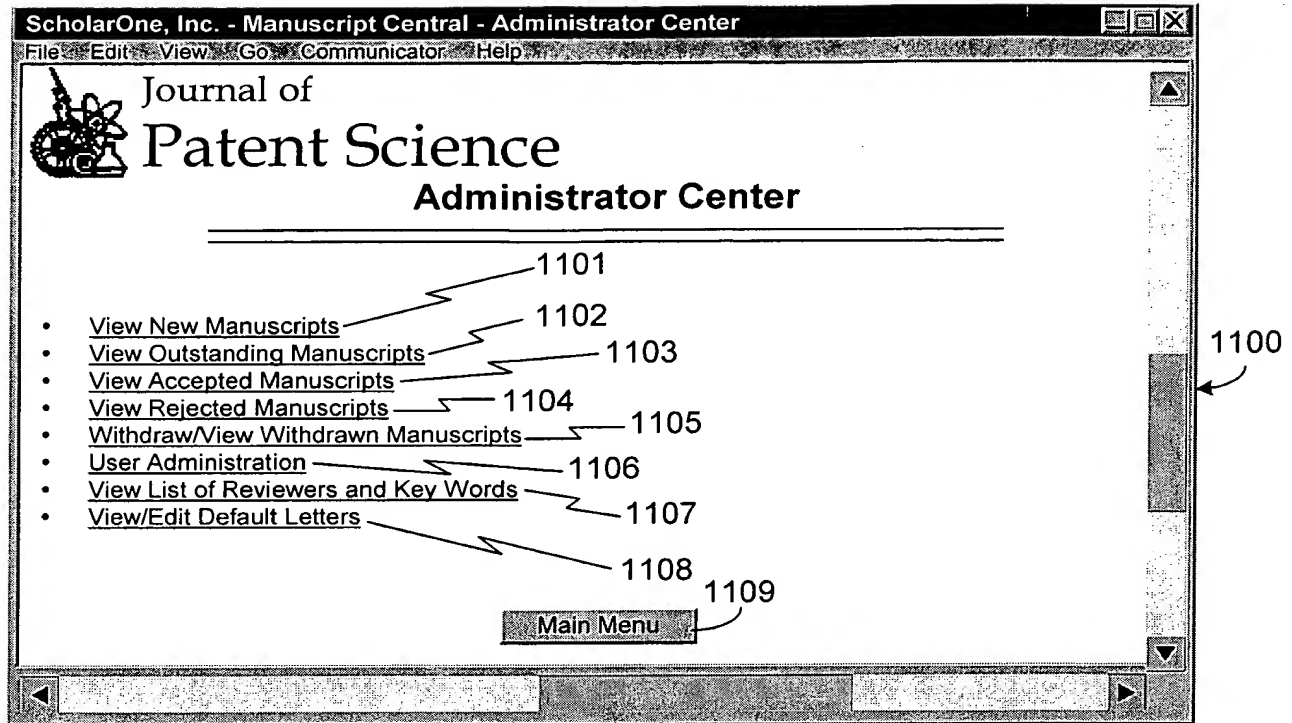 ScholarOne, Inc. - Manuscript Central - Administrator Center
File Edit View Go Communicator Help
Journal of
Patent Science
Administrator Center
1101
• View New Manuscripts
1102
• View Outstanding Manuscripts
1103
• View Accepted Manuscripts
• View Rejected Manuscripts 1104
• Withdraw/View Withdrawn Manuscripts 1105
• User Administration 1106
• View List of Reviewers and Key Words
1107
• View/Edit Default Letters
1108
1109
Main Menu
1100